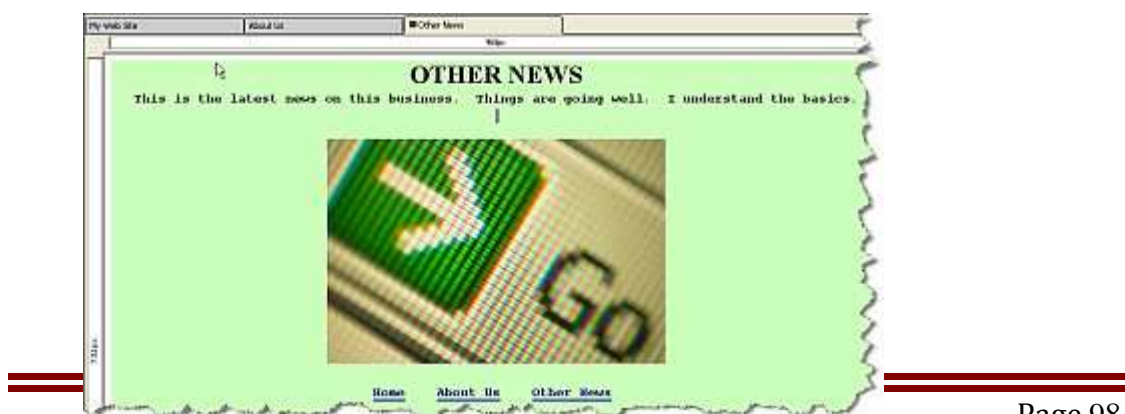 My Web Site About Us Other News
OTHER NEWS
This is the latest news on this business. Things are going well. I understand the basics.
Go
Home About Us Other News
Page 98